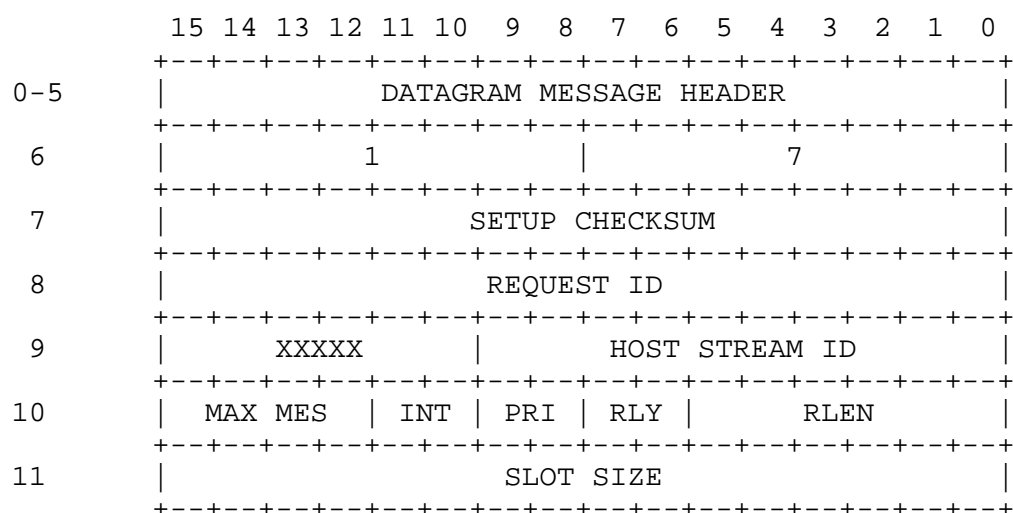 15 14 13 12 11 10 9 8 7 6 5 4 3 2 1 0
+--+--+--+--+--+--+--+--+--+--+--+--+--+--+--+--+
0-5 | DATAGRAM MESSAGE HEADER |
+--+--+--+--+--+--+--+--+--+--+--+--+--+--+--+--+
6 | 1 | 7 |
+--+--+--+--+--+--+--+--+--+--+--+--+--+--+--+--+
7 | SETUP CHECKSUM |
+--+--+--+--+--+--+--+--+--+--+--+--+--+--+--+--+
8 | REQUEST ID |
+--+--+--+--+--+--+--+--+--+--+--+--+--+--+--+--+
9 | XXXXX | HOST STREAM ID |
+--+--+--+--+--+--+--+--+--+--+--+--+--+--+--+--+
10 | MAX MES | INT | PRI | RLY | RLEN |
+--+--+--+--+--+--+--+--+--+--+--+--+--+--+--+--+
11 | SLOT SIZE |
+--+--+--+--+--+--+--+--+--+--+--+--+--+--+--+--+